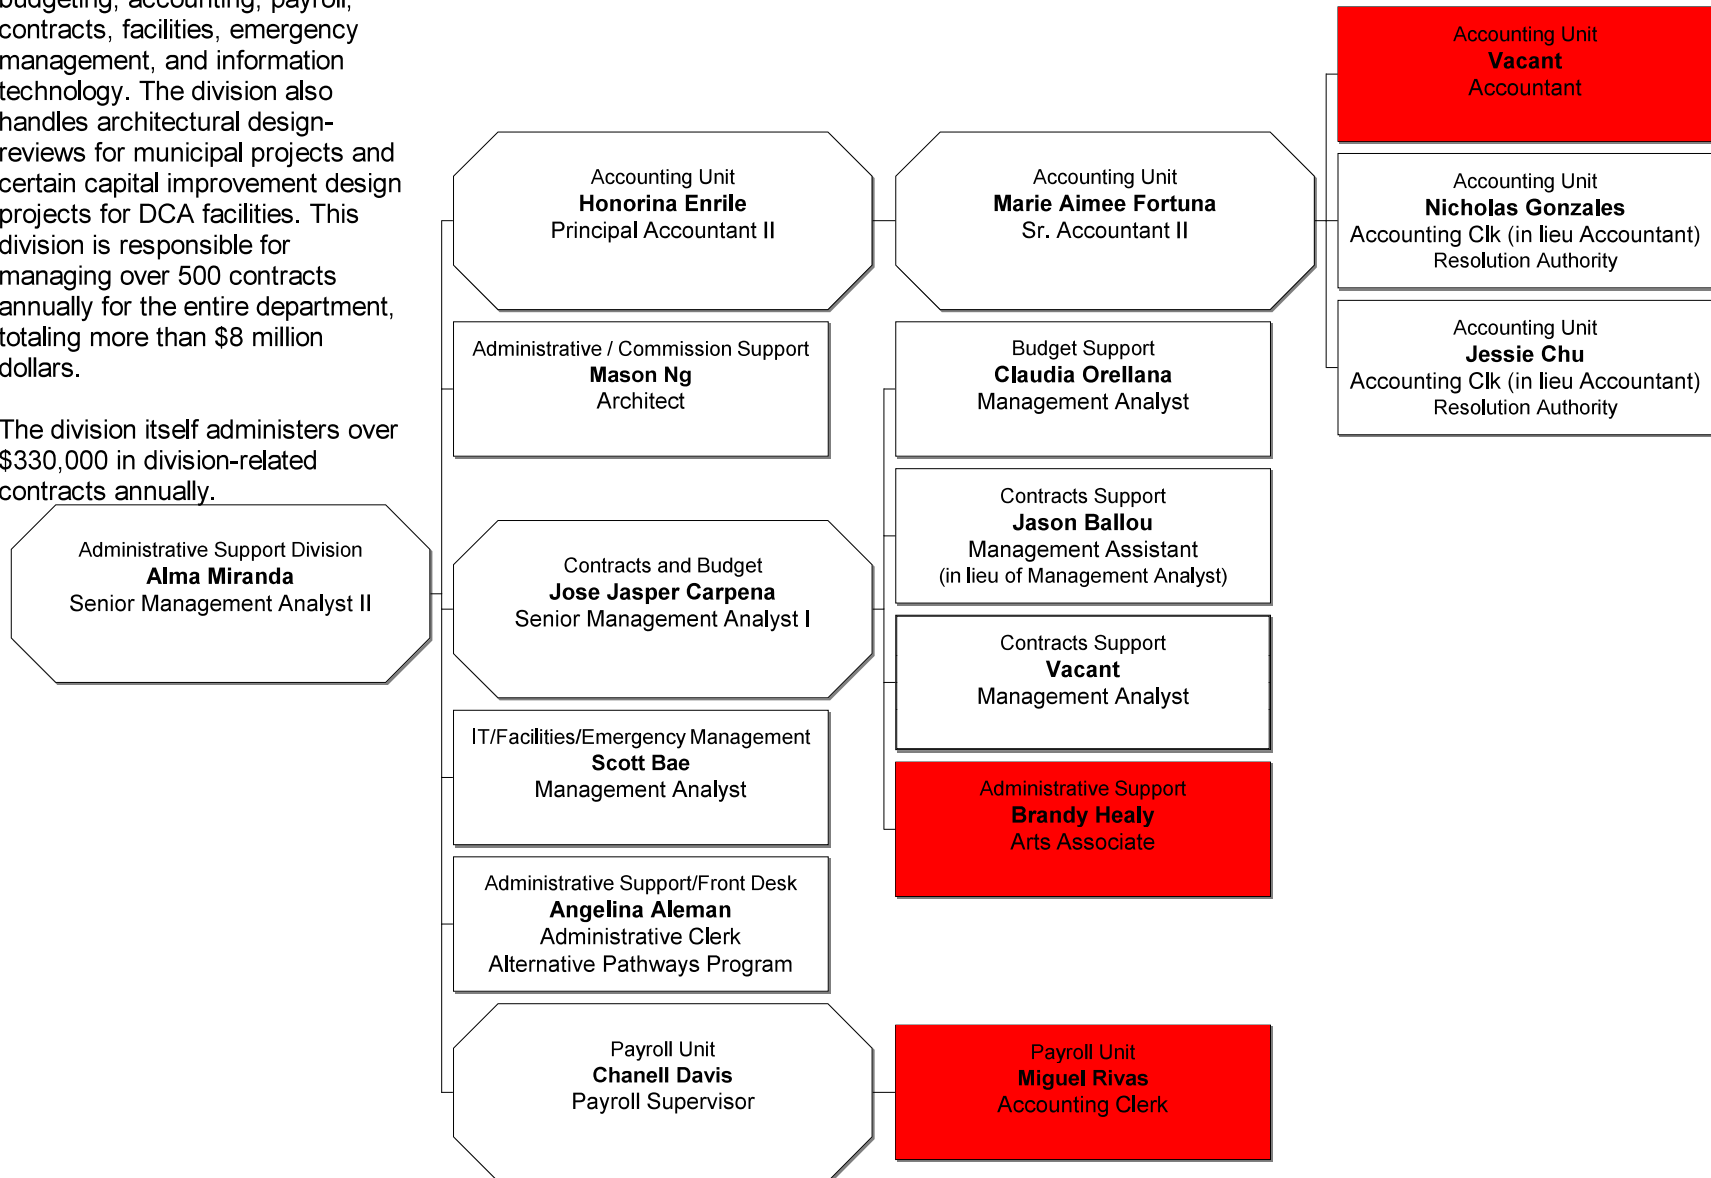 budgeting, accounting, payroll,
contracts, facilities, emergency
management, and information
technology. The division also
handles architectural design-
reviews for municipal projects and
certain capital improvement design
projects for DCA facilities. This
division is responsible for
managing over 500 contracts
annually for the entire department,
totaling more than $8 million
dollars.
The division itself administers over
$330,000 in division-related
contracts annually.
Administrative Support Division
Alma Miranda
Senior Management Analyst II
Accounting Unit
Honorina Enrile
Principal Accountant II
Administrative / Commission Support
Mason Ng
Architect
Contracts and Budget
Jose Jasper Carpena
Senior Management Analyst I
IT/Facilities/Emergency Management
Scott Bae
Management Analyst
Administrative Support/Front Desk
Angelina Aleman
Administrative Clerk
Alternative Pathways Program
Payroll Unit
Chanell Davis
Payroll Supervisor
Accounting Unit
Marie Aimee Fortuna
Sr. Accountant II
Budget Support
Claudia Orellana
Management Analyst
Contracts Support
Jason Ballou
Management Assistant
(in lieu of Management Analyst)
Contracts Support
Vacant
Management Analyst
Administrative Support
Brandy Healy
Arts Associate
Payroll Unit
Miguel Rivas
Accounting Clerk
Accounting Unit
Vacant
Accountant
Accounting Unit
Nicholas Gonzales
Accounting Clk (in lieu Accountant)
Resolution Authority
Accounting Unit
Jessie Chu
Accounting Clk (in lieu Accountant)
Resolution Authority